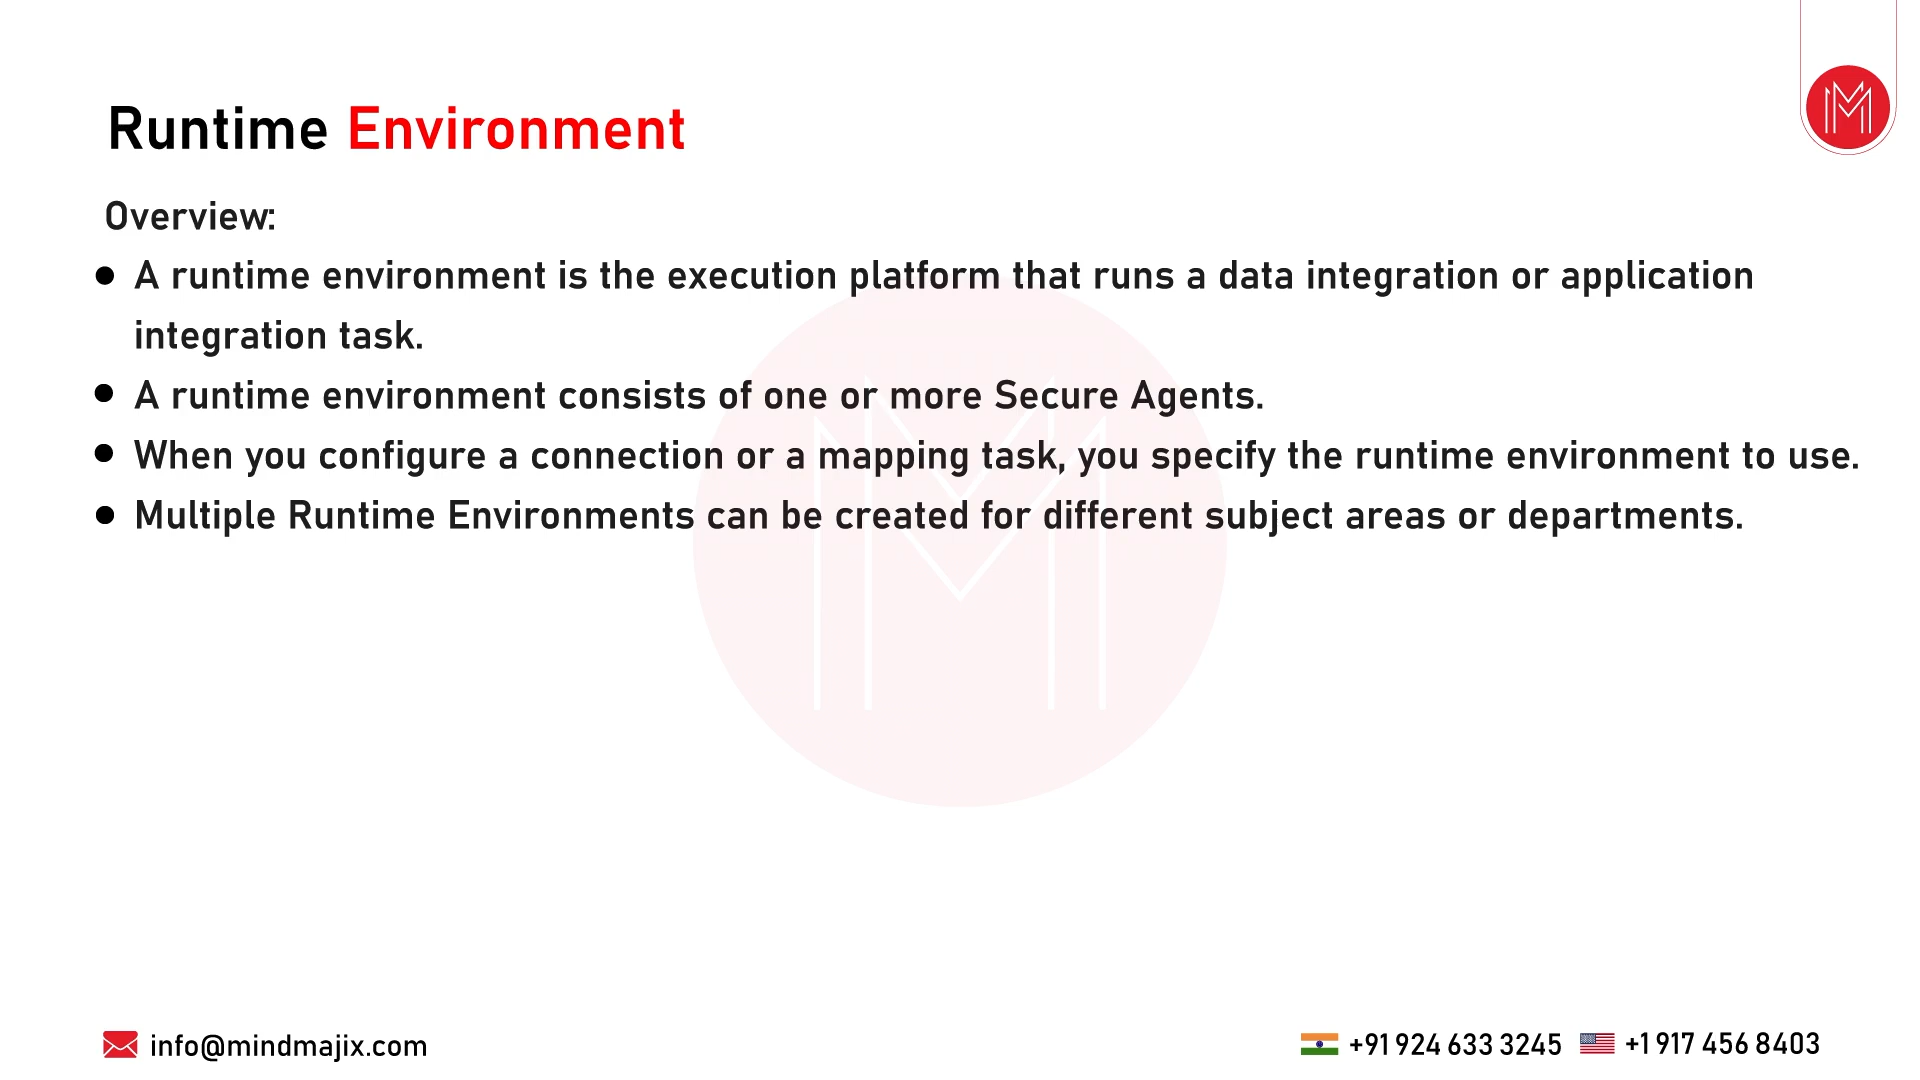 Runtime Environment
Overview:
● A runtime environment is the execution platform that runs a data integration or application
integration task.
● A runtime environment consists of one or more Secure Agents.
● When you configure a connection or a mapping task, you specify the runtime environment to use.
● Multiple Runtime Environments can be created for different subject areas or departments.
info@mindmajix.com
+91 924 633 3245 +1 917 456 8403